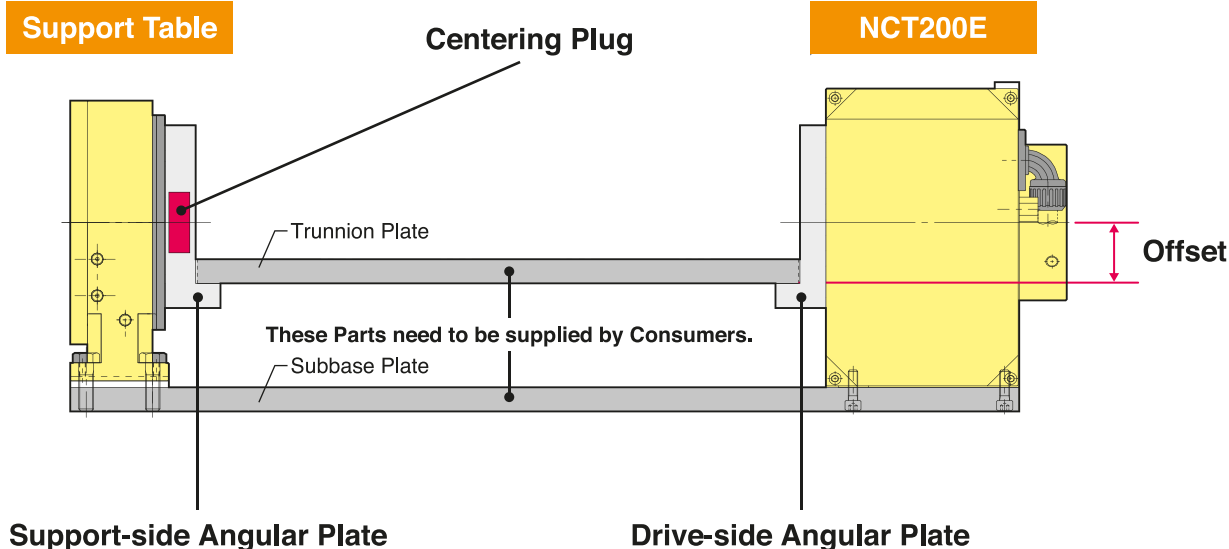 Support Table
NCT200E
Centering Plug
Trunnion Plate
Offset
These Parts need to be supplied by Consumers.
Subbase Plate
Support-side Angular Plate
Drive-side Angular Plate